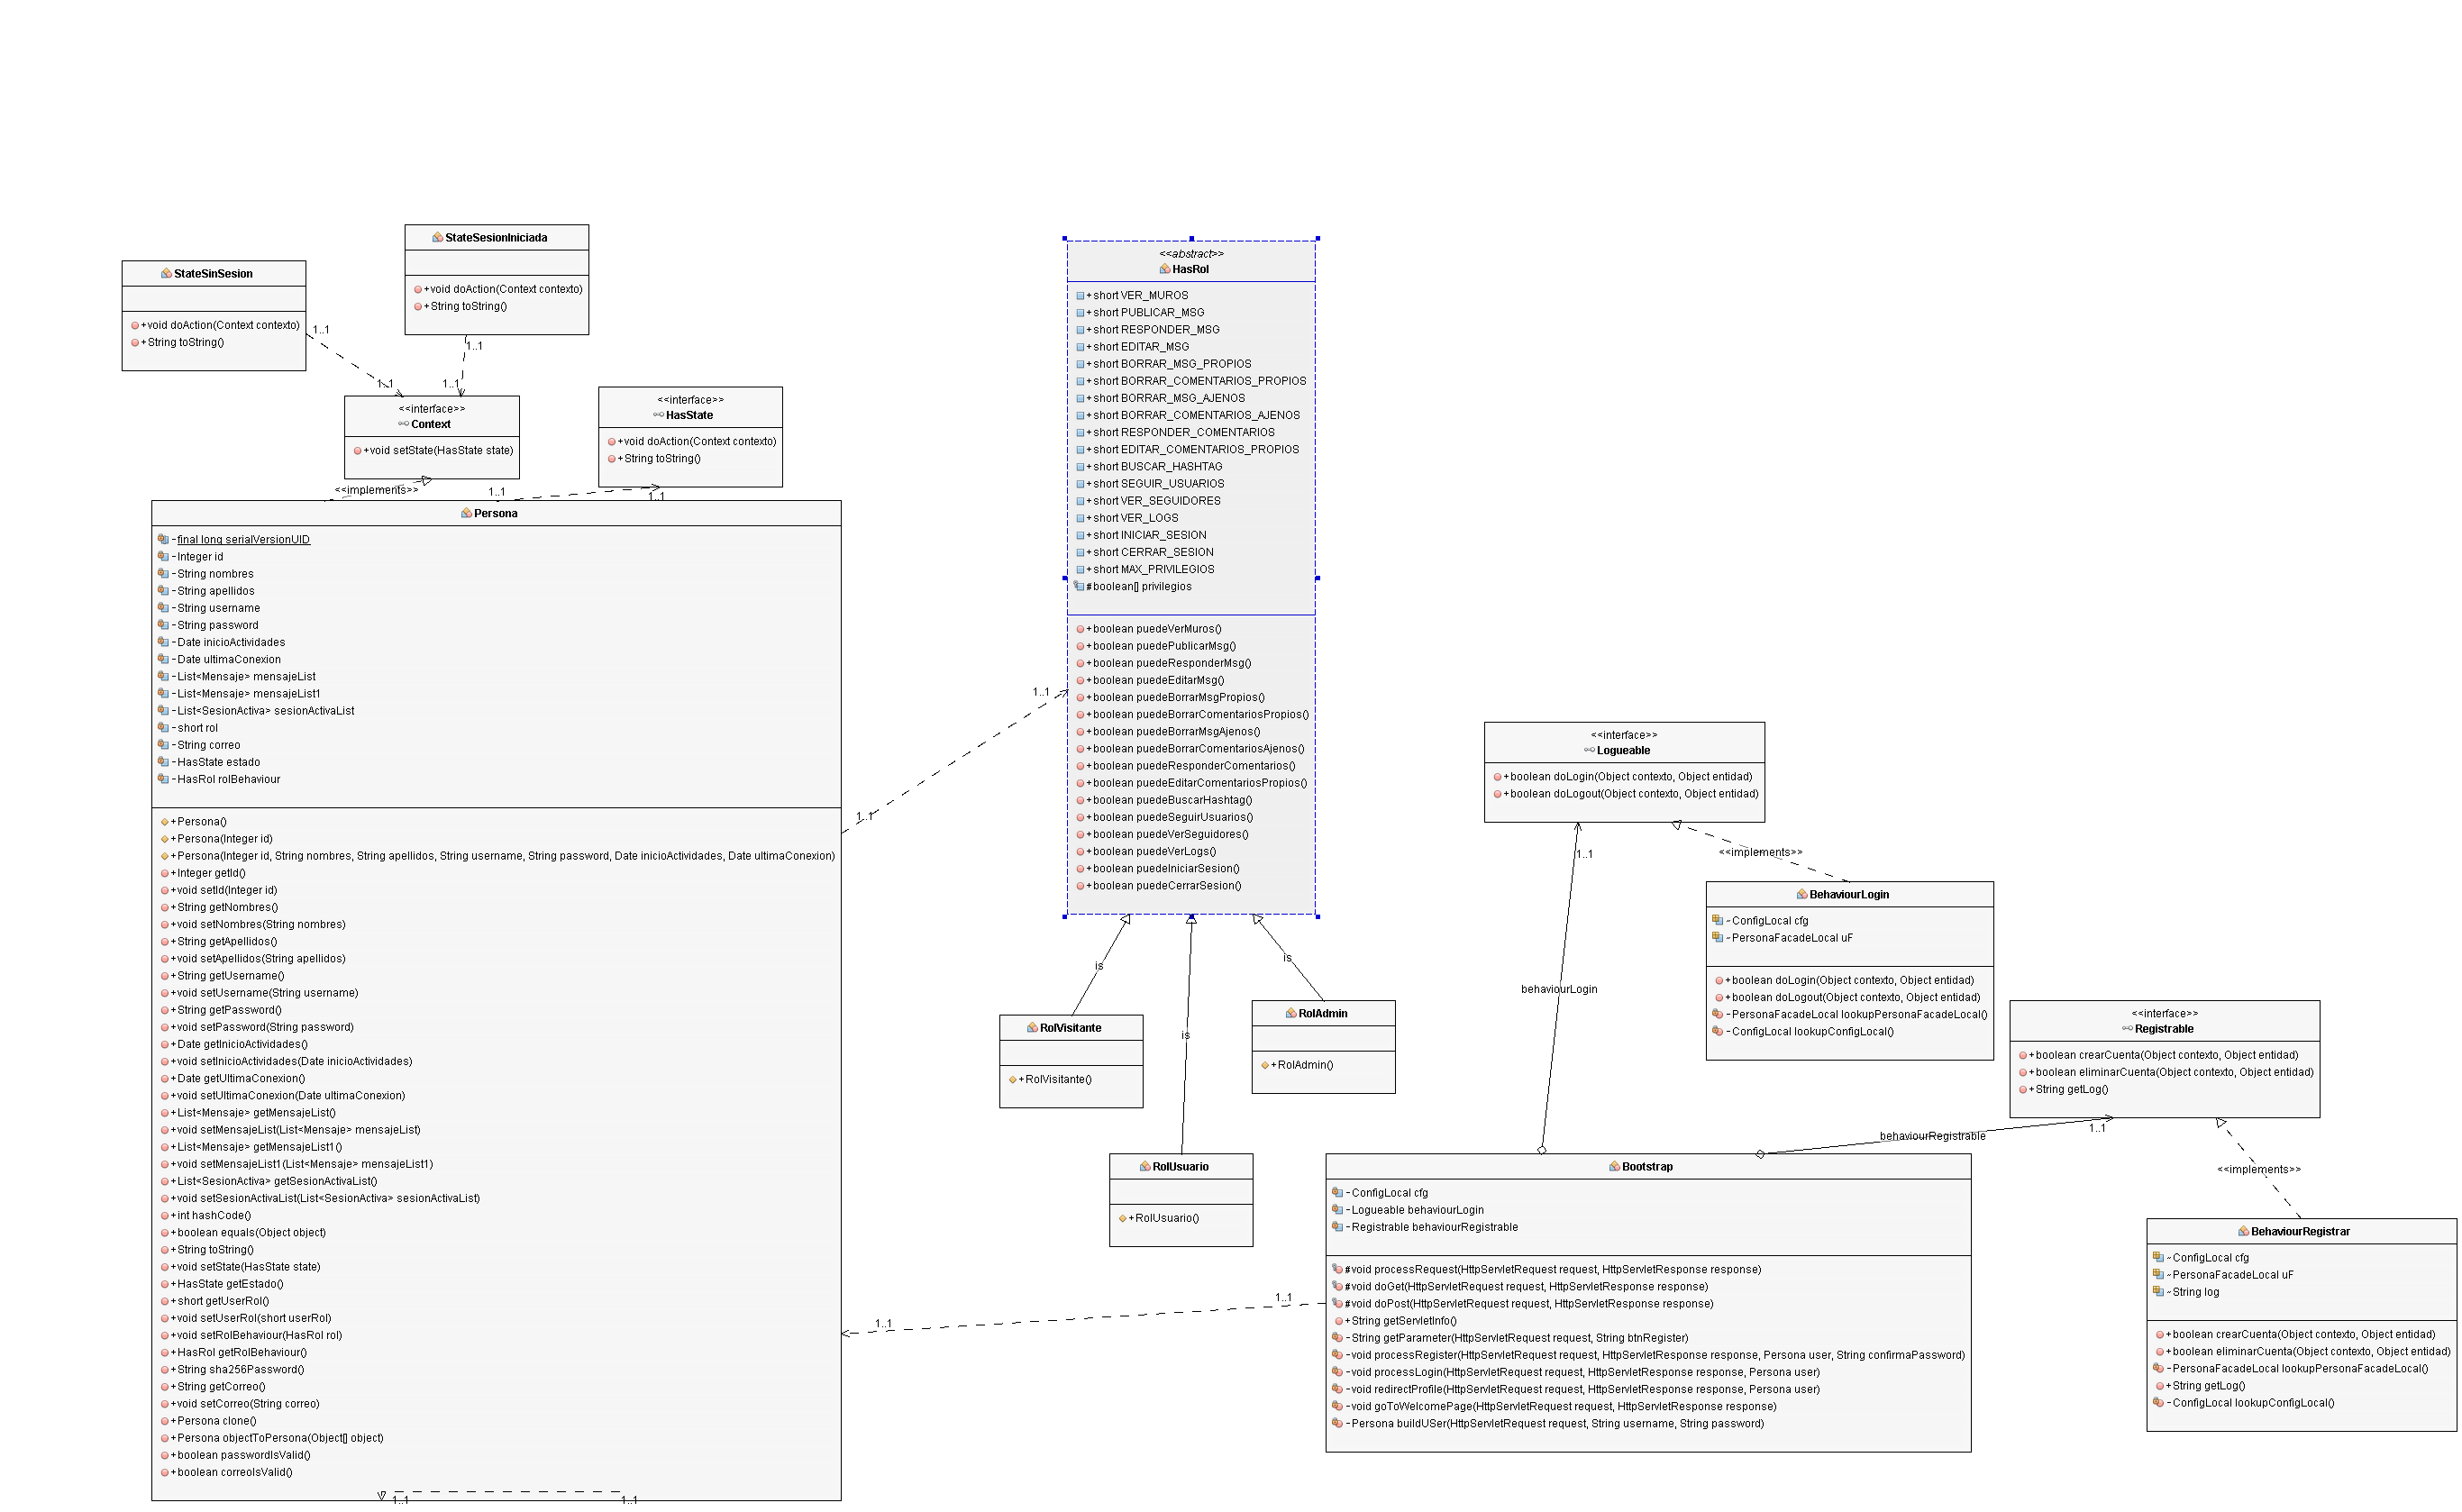 StateSinSesion
+void doAction(Context contexto)
+String toString()
1..1
1..1
StateSesionIniciada
+void doAction(Context contexto)
+String toString()
1..1
1..1
<<interface>>
Context
+void setState(HasState state)
<<implements>>
<<interface>>
HasState
+void doAction(Context contexto)
+String toString()
1..1
1..1
Persona
-final long serialVersionUID
-Integer id
-String nombres
-String apellidos
-String username
-String password
-Date inicioActividades
-Date ultimaConexion
-List<Mensaje> mensajeList
-List<Mensaje> mensajeList1
-List<SesionActiva> sesionActivaList
-short rol
-String correo
-HasState estado
-HasRol rolBehaviour
+Persona()
+Persona(Integer id)
+Persona(Integer id, String nombres, String apellidos, String username, String password, Date inicioActividades, Date ultimaConexion)
+Integer getId()
+void setId(Integer id)
+String getNombres()
+void setNombres(String nombres)
+String getApellidos()
+void setApellidos(String apellidos)
+String getUsername()
+void setUsername(String username)
+String getPassword()
+void setPassword(String password)
+Date getInicioActividades()
+void setInicioActividades(Date inicioActividades)
+Date getUltimaConexion()
+void setUltimaConexion(Date ultimaConexion)
+List<Mensaje> getMensajeList()
+void setMensajeList(List<Mensaje> mensajeList)
+List<Mensaje> getMensajeList1()
+void setMensajeList1(List<Mensaje> mensajeList1)
+List<SesionActiva> getSesionActivaList()
+void setSesionActivaList(List<SesionActiva> sesionActivaList)
+int hashCode()
+boolean equals(Object object)
+String toString()
+void setState(HasState state)
+HasState getEstado()
+short getUserRol()
+void setUserRol(short userRol)
+void setRolBehaviour(HasRol rol)
+HasRol getRolBehaviour()
+String sha256Password()
+String getCorreo()
+void setCorreo(String correo)
+Persona clone()
+Persona objectToPersona(Object[] object)
+boolean passwordIsValid()
+boolean correoIsValid()
1..1
1..1
1..1
1..1
<<abstract>>
HasRol
+short VER_MUROS
+short PUBLICAR_MSG
+short RESPONDER_MSG
+short EDITAR_MSG
+short BORRAR_MSG_PROPIOS
+short BORRAR_COMENTARIOS_PROPIOS
+short BORRAR_MSG_AJENOS
+short BORRAR_COMENTARIOS_AJENOS
+short RESPONDER_COMENTARIOS
+short EDITAR_COMENTARIOS_PROPIOS
+short BUSCAR_HASHTAG
+short SEGUIR_USUARIOS
+short VER_SEGUIDORES
+short VER_LOGS
+short INICIAR_SESION
+short CERRAR_SESION
+short MAX_PRIVILEGIOS
#boolean[] privilegios
+boolean puedeVerMuros()
+boolean puedePublicarMsg()
+boolean puedeResponderMsg()
+boolean puedeEditarMsg()
+boolean puedeBorrarMsgPropios()
+boolean puedeBorrarComentariosPropios()
+boolean puedeBorrarMsgAjenos()
+boolean puedeBorrarComentariosAjenos()
+boolean puedeResponderComentarios()
+boolean puedeEditarComentariosPropios()
+boolean puedeBuscarHashtag()
+boolean puedeSeguirUsuarios()
+boolean puedeVerSeguidores()
+boolean puedeVerLogs()
+boolean puedeIniciarSesion()
+boolean puedeCerrarSesion()
is
is
is
RolVisitante
+RolVisitante()
RolUsuario
+RolUsuario()
RolAdmin
+RolAdmin()
<<interface>>
Logueable
+boolean doLogin(Object contexto, Object entidad)
+boolean doLogout(Object contexto, Object entidad)
1..1
behaviourLogin
<<implements>>
BehaviourLogin
~ConfigLocal cfg
~PersonaFacadeLocal uF
+boolean doLogin(Object contexto, Object entidad)
+boolean doLogout(Object contexto, Object entidad)
-PersonaFacadeLocal lookupPersonaFacadeLocal()
-ConfigLocal lookupConfigLocal()
<<interface>>
Registrable
+boolean crearCuenta(Object contexto, Object entidad)
+boolean eliminarCuenta(Object contexto, Object entidad)
+String getLog()
behaviourRegistrable
1..1
<<implements>>
Bootstrap
-ConfigLocal cfg
-Logueable behaviourLogin
-Registrable behaviourRegistrable
#void processRequest(HttpServletRequest request, HttpServletResponse response)
#void doGet(HttpServletRequest request, HttpServletResponse response)
#void doPost(HttpServletRequest request, HttpServletResponse response)
+String getServletInfo()
-String getParameter(HttpServletRequest request, String btnRegister)
-void processRegister(HttpServletRequest request, HttpServletResponse response, Persona user, String confirmaPassword)
-void processLogin(HttpServletRequest request, HttpServletResponse response, Persona user)
-void redirectProfile(HttpServletRequest request, HttpServletResponse response, Persona user)
-void goToWelcomePage(HttpServletRequest request, HttpServletResponse response)
-Persona buildUSer(HttpServletRequest request, String username, String password)
1..1
1..1
BehaviourRegistrar
~ConfigLocal cfg
~PersonaFacadeLocal uF
~String log
+boolean crearCuenta(Object contexto, Object entidad)
+boolean eliminarCuenta(Object contexto, Object entidad)
-PersonaFacadeLocal lookupPersonaFacadeLocal()
+String getLog()
-ConfigLocal lookupConfigLocal()